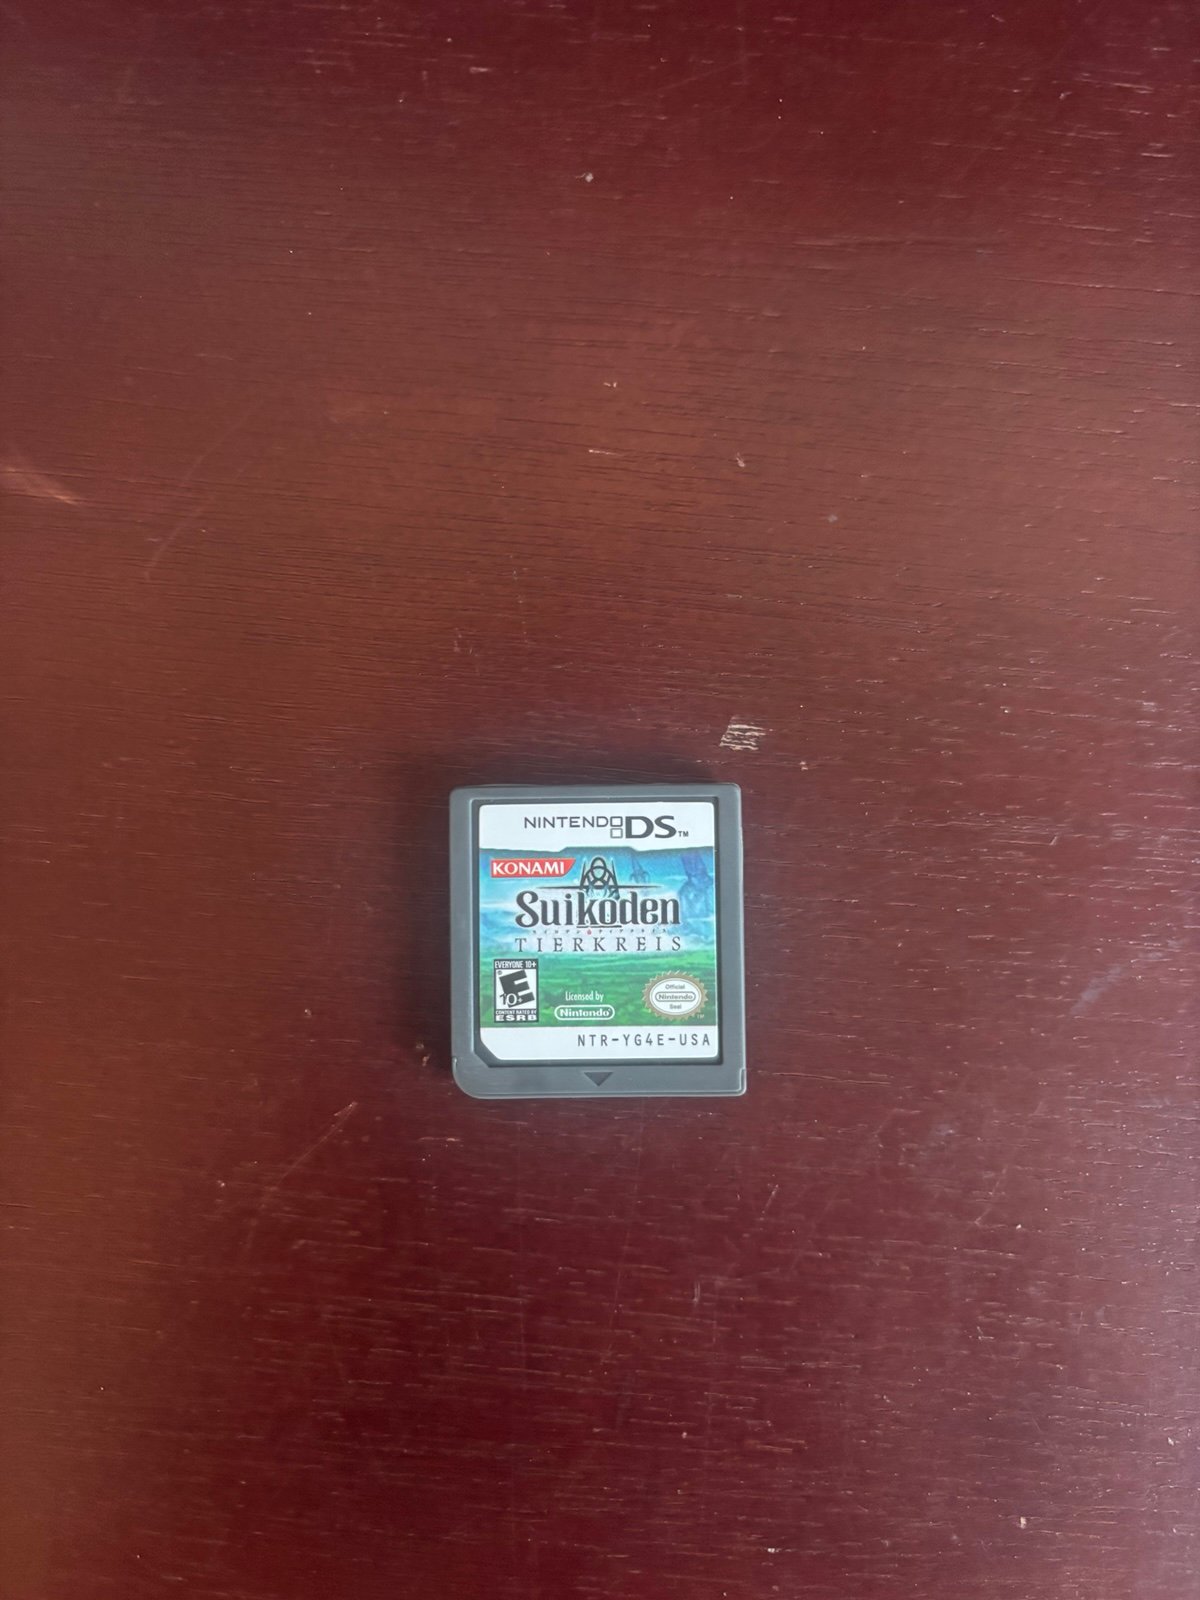 NINTENDO DS™
KONAMI
Suikoden
TIERKREIS
EVERYONE 10+
E
10+
CONTENT RATED BY
ESRB
Licensed by
Nintendo
Official
Nintendo
Seal
NTR-YG4E-USA